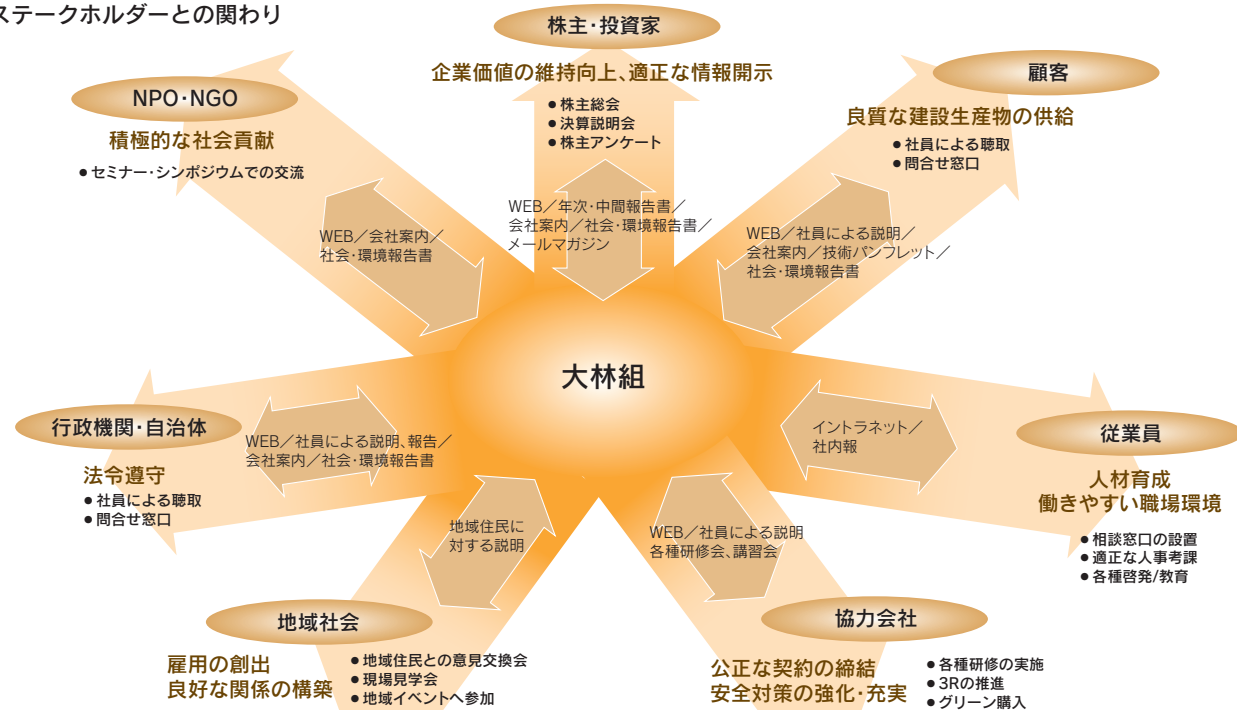 ステークホルダーとの関わり
株主・投資家
企業価値の維持向上、適正な情報開示
● 株主総会
● 決算説明会
● 株主アンケート
WEB／年次・中間報告書／
会社案内／社会・環境報告書／
メールマガジン
NPO・NGO
積極的な社会貢献
● セミナー・シンポジウムでの交流
WEB／会社案内／
社会・環境報告書
顧客
良質な建設生産物の供給
● 社員による聴取
● 問合せ窓口
WEB／社員による説明／
会社案内／技術パンフレット／
社会・環境報告書
大林組
行政機関・自治体
法令遵守
● 社員による聴取
● 問合せ窓口
WEB／社員による説明、報告／
会社案内／社会・環境報告書
従業員
人材育成
働きやすい職場環境
● 相談窓口の設置
● 適正な人事考課
● 各種啓発/教育
イントラネット／
社内報
地域住民に
対する説明
地域社会
雇用の創出
良好な関係の構築
● 地域住民との意見交換会
● 現場見学会
● 地域イベントへ参加
WEB／社員による説明
各種研修会、講習会
協力会社
公正な契約の締結
安全対策の強化・充実
● 各種研修の実施
● 3Rの推進
● グリーン購入